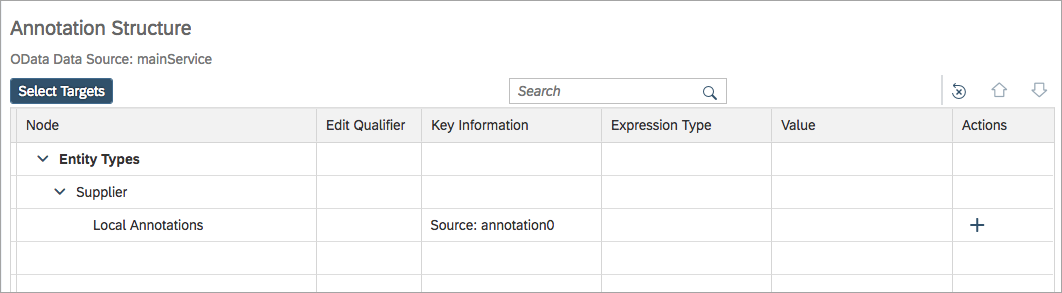 Annotation Structure
OData Data Source: mainService
Select Targets Search
Node Edit Qualifier Key Information Expression Type Value Actions
Entity Types
Supplier
Local Annotations Source: annotation0